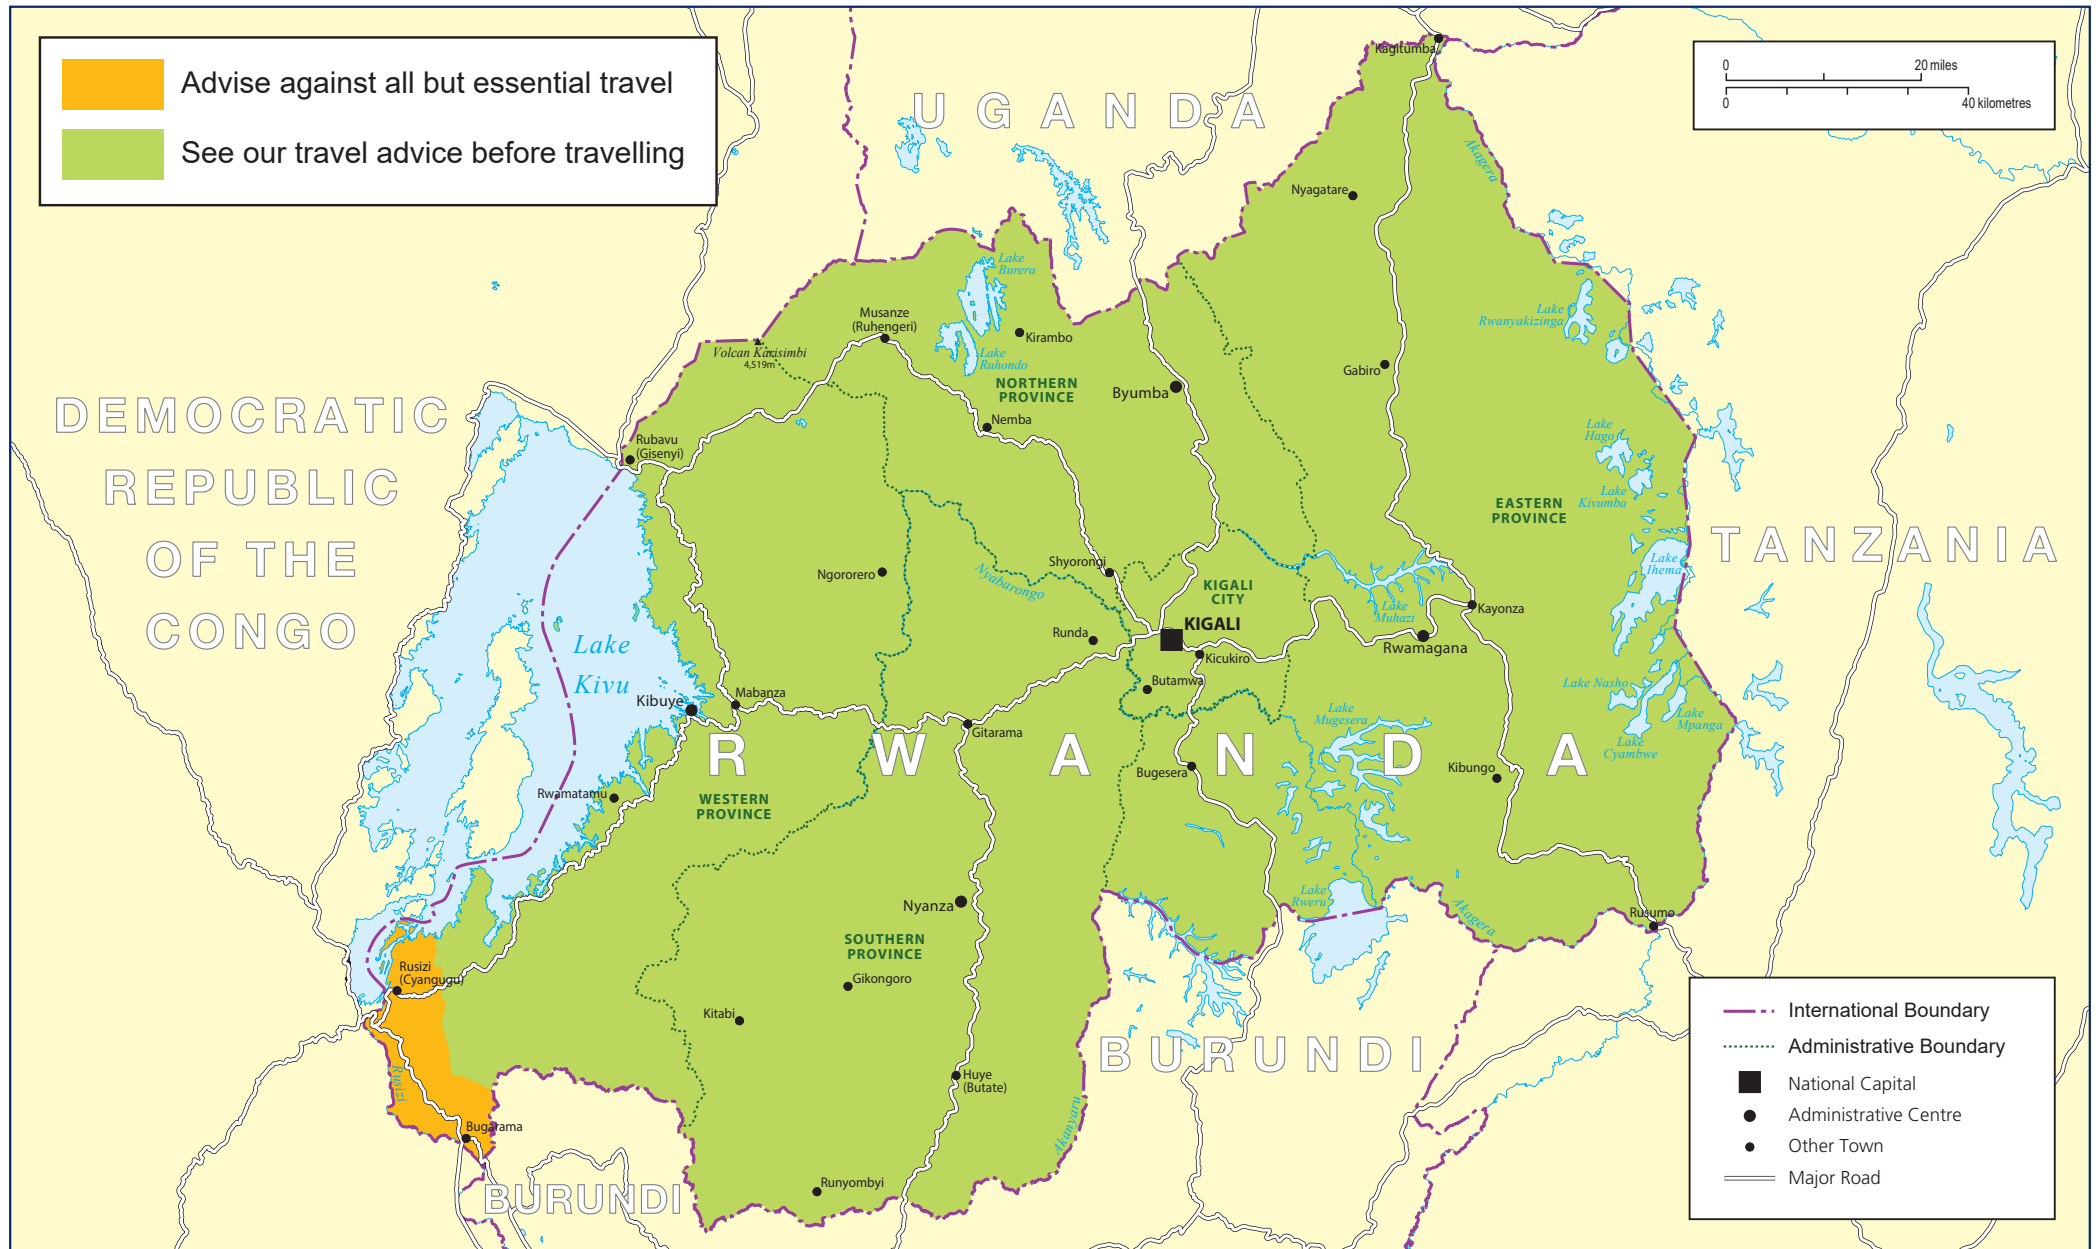 Advise against all but essential travel
See our travel advice before travelling
0
20 miles
0
40 kilometres
UGANDA
DEMOCRATIC
REPUBLIC
OF THE
CONGO
TANZANIA
BURUNDI
BURUNDI
RWANDA
Kagitumba
Akagera
Nyagatare
Lake
Burera
Musanze
(Ruhengeri)
Kirambo
Lake
Ruhondo
Volcan Karisimbi
4,519m
NORTHERN
PROVINCE
Byumba
Gabiro
Lake
Rwanyakizinga
Nemba
Rubavu
(Gisenyi)
Lake
Hago
Lake
Kivumba
EASTERN
PROVINCE
Lake
Ihema
Ngororero
Nyabarongo
Shyorongi
KIGALI
CITY
KIGALI
Lake
Muhazi
Kayonza
Runda
Kicukiro
Rwamagana
Lake
Kivu
Butamwa
Kibuye
Mabanza
Gitarama
Lake
Mugesera
Lake Nasho
Lake
Mpanga
Lake
Cyambwe
Bugesera
Kibungo
Rwamatamu
WESTERN
PROVINCE
Nyanza
Lake
Rweru
Akagera
Rusumo
SOUTHERN
PROVINCE
Rusizi
(Cyangugu)
Gikongoro
Kitabi
Rusizi
Huye
(Butate)
Akanyaru
Bugarama
Runyombyi
International Boundary
Administrative Boundary
National Capital
Administrative Centre
Other Town
Major Road